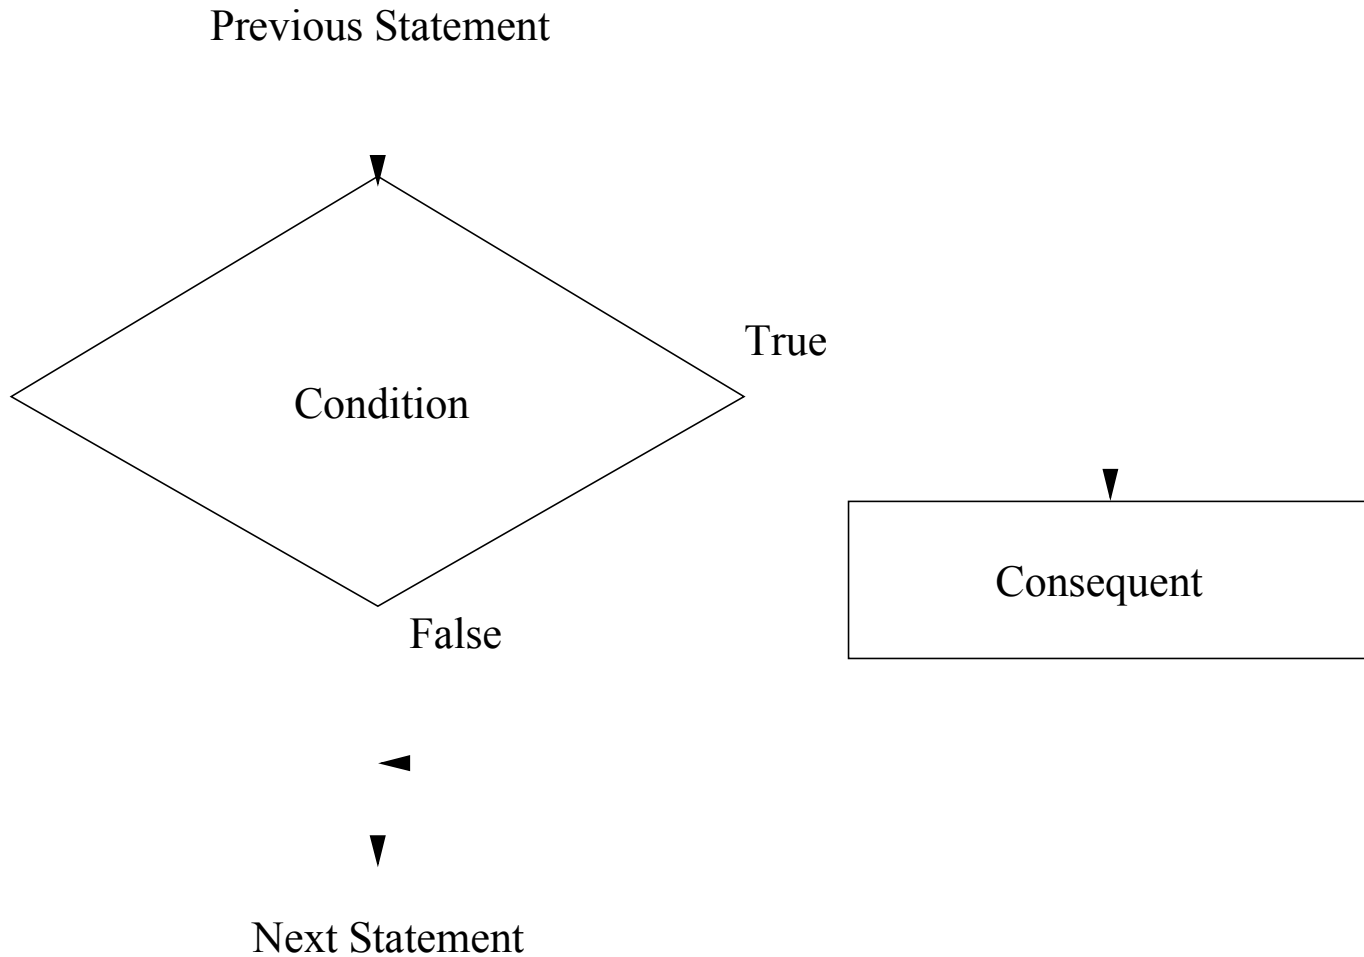 Previous Statement
True
Condition
Consequent
False
Next Statement